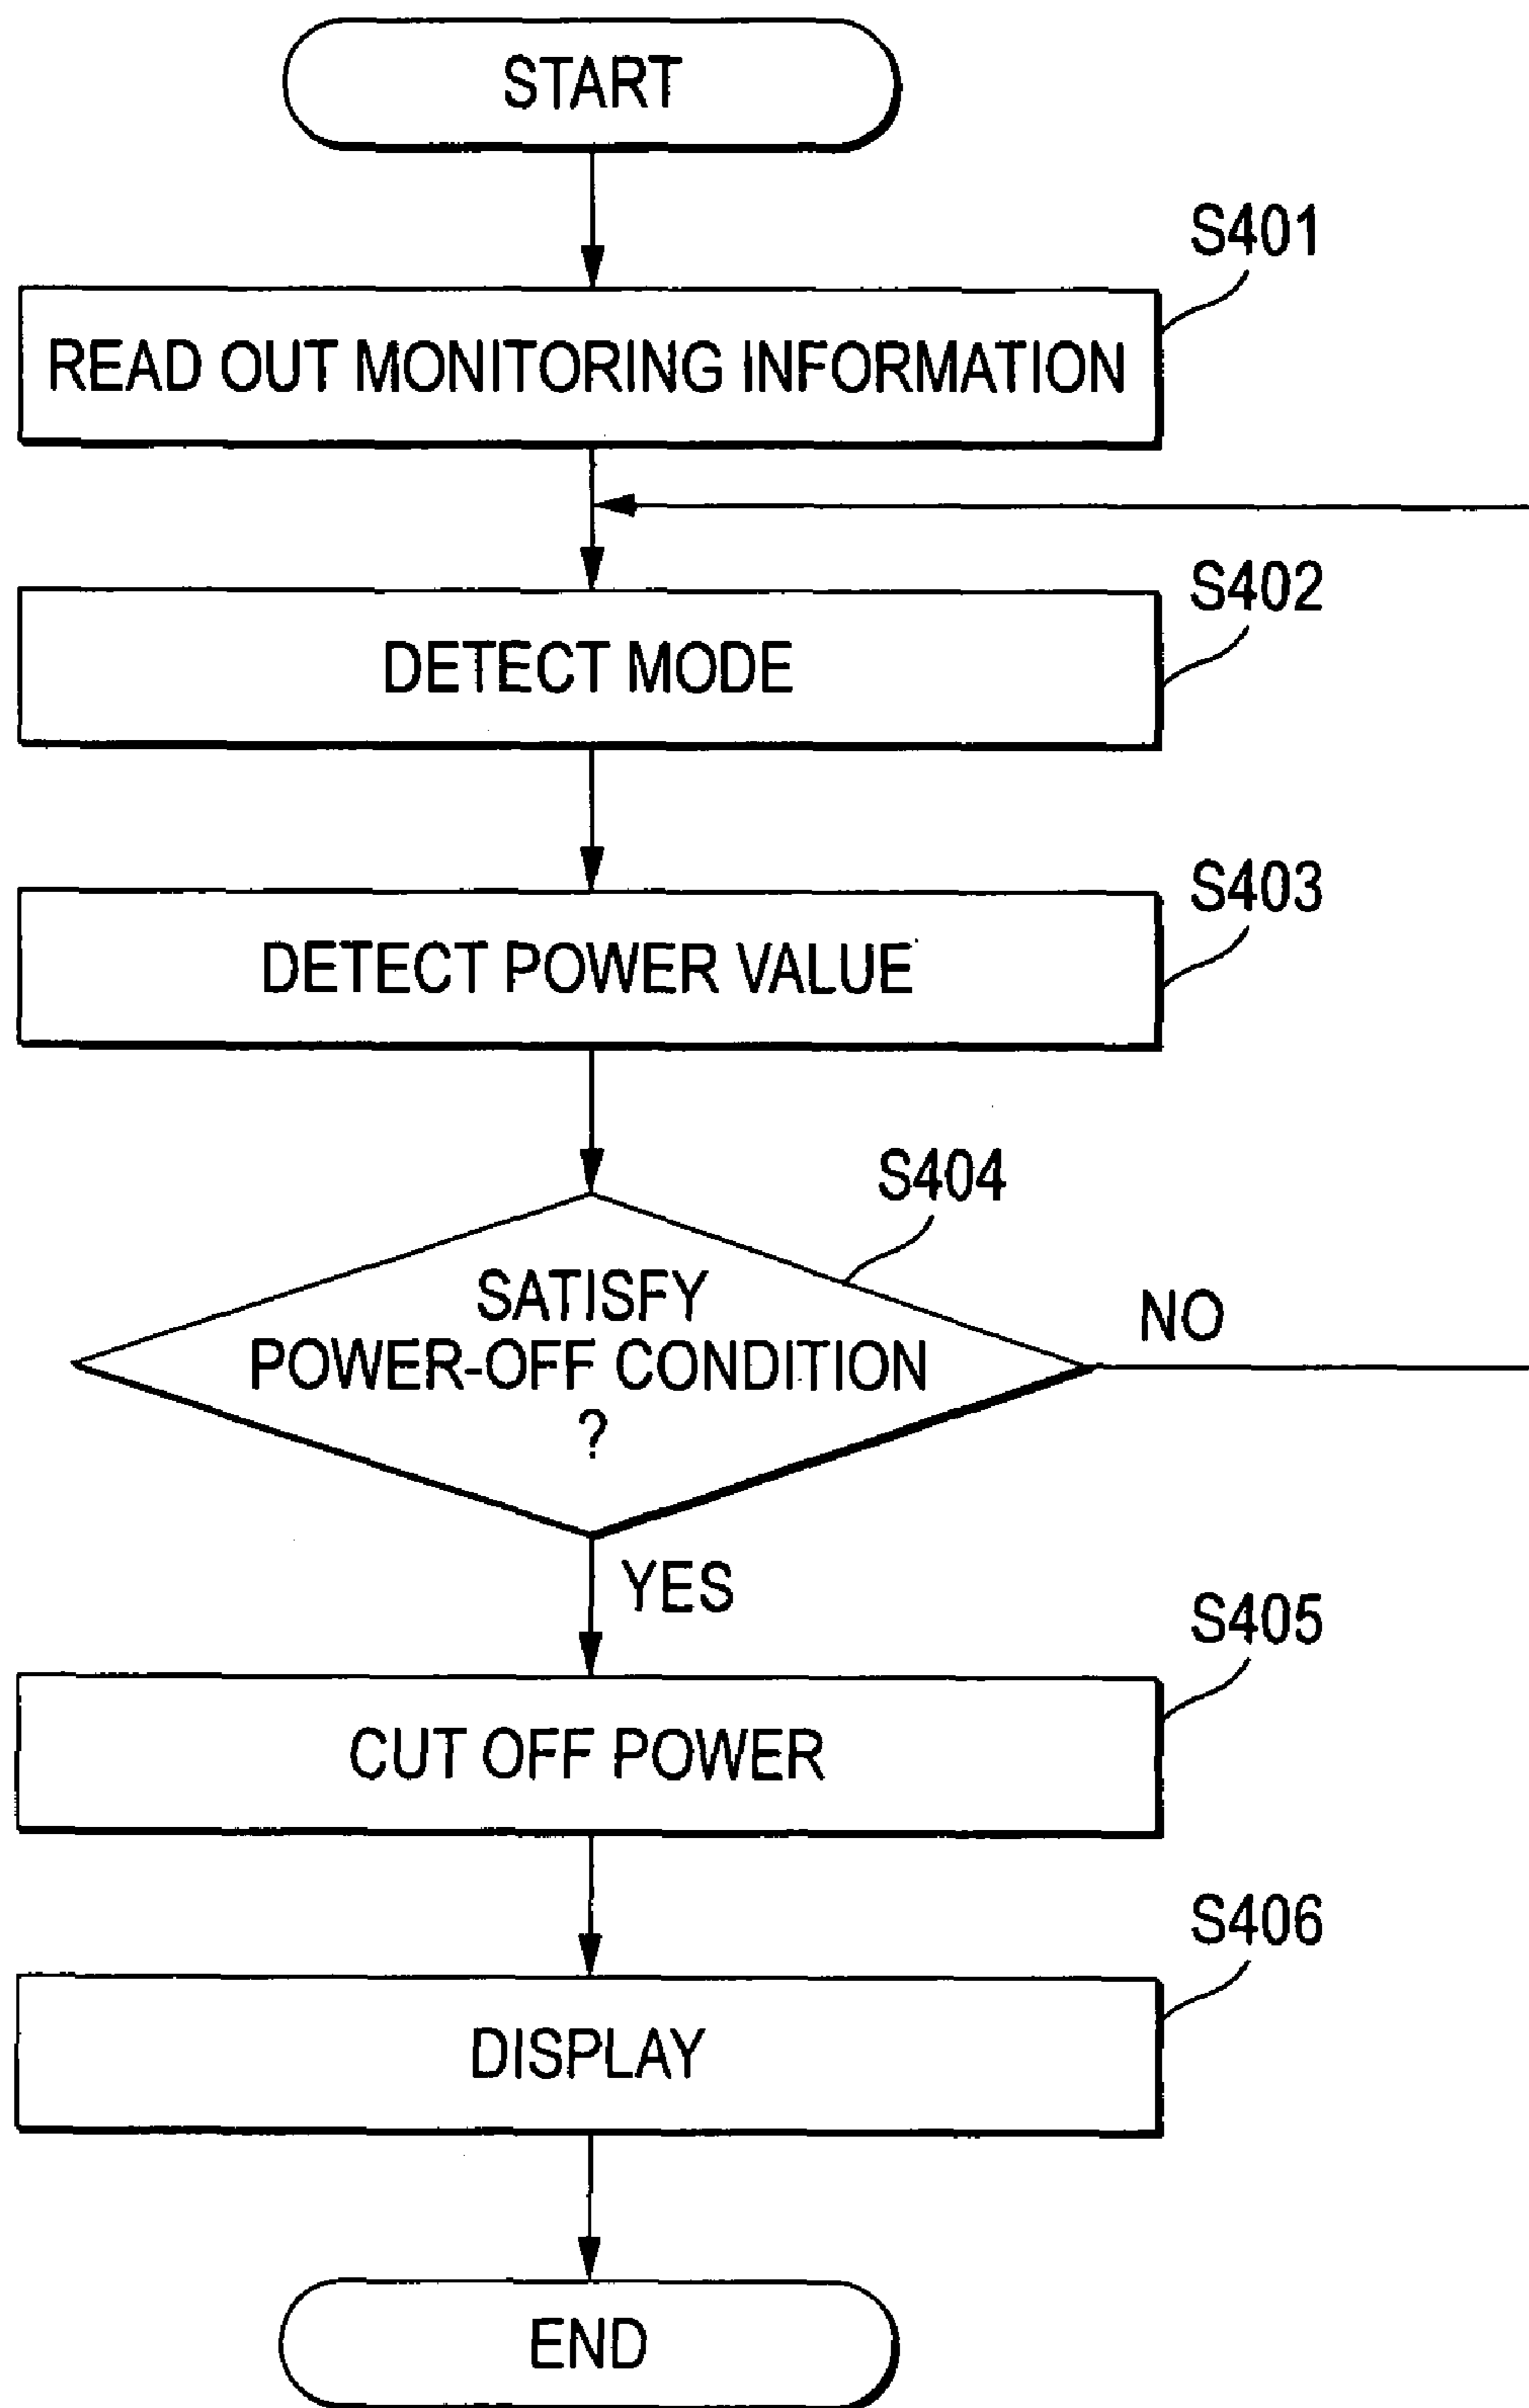 START
S401
READ OUT MONITORING INFORMATION
S402
DETECT MODE
S403
DETECT POWER VALUE
S404
SATISFY
POWER-OFF CONDITION
?
NO
YES
S405
CUT OFF POWER
S406
DISPLAY
END